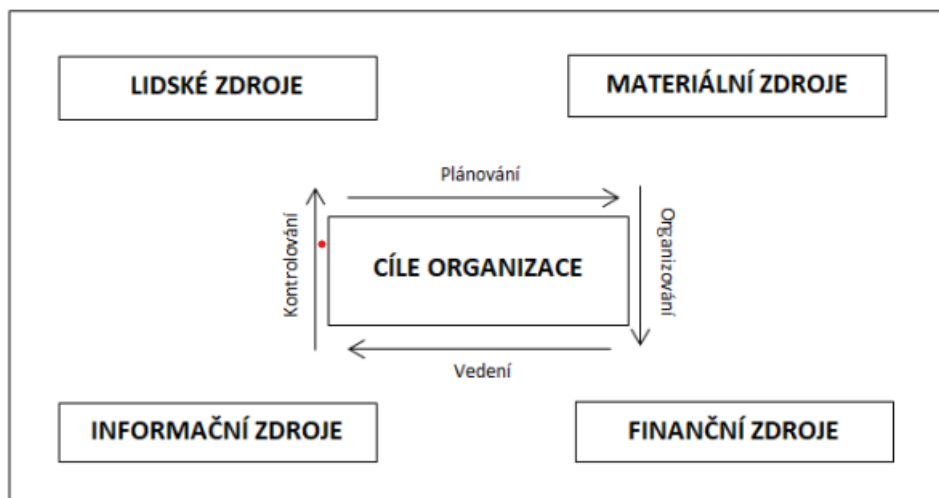 LIDSKÉ ZDROJE
MATERIÁLNÍ ZDROJE
Plánování
Kontrolování
CÍLE ORGANIZACE
Organizování
Vedení
INFORMAČNÍ ZDROJE
FINANČNÍ ZDROJE